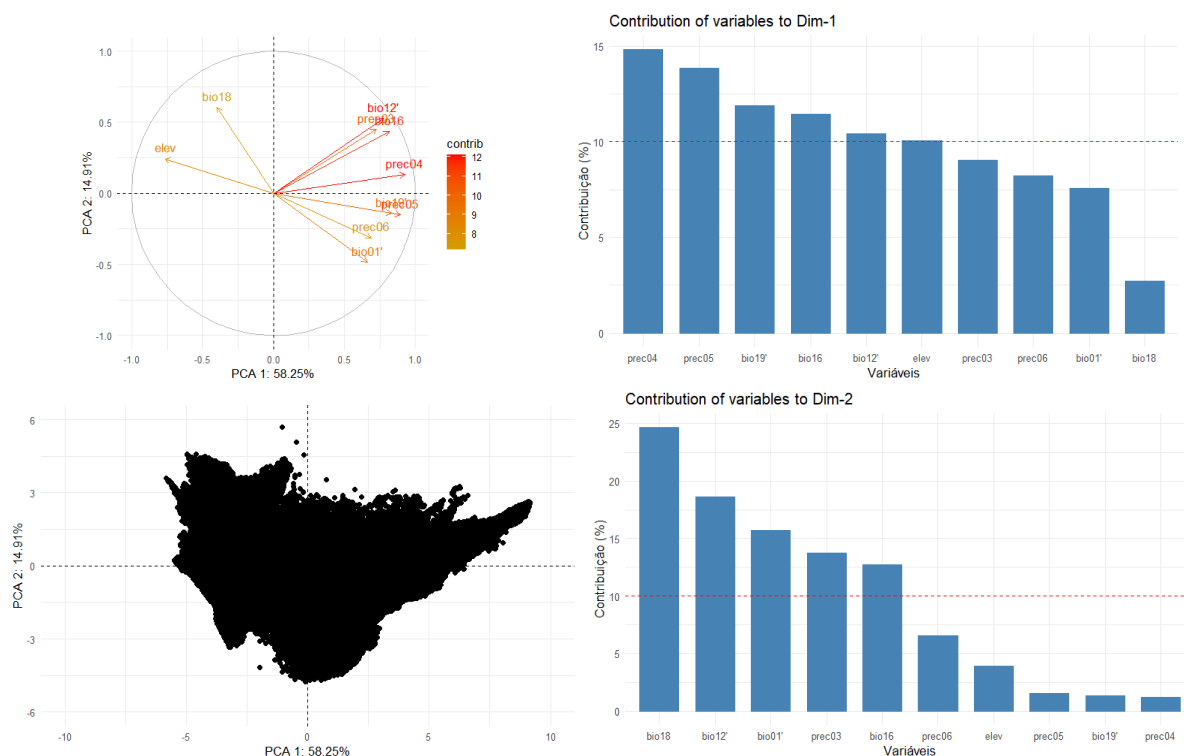 1.0
0.5
0.0
-0.5
-1.0
PCA 2: 14.91%
bio18
elev
bio12'
prec03
bio16
prec04
bio19'
prec05
prec06
bio01'
-1.0 -0.5 0.0 0.5 1.0
PCA 1: 58.25%
contrib
12
11
10
9
8
Contribution of variables to Dim-1
15
10
5
0
Contribuição (%)
prec04 prec05 bio19' bio16 bio12' elev prec03 prec06 bio01' bio18
Variáveis
6
3
0
-3
-6
PCA 2: 14.91%
-10 -5 0 5 10
PCA 1: 58.25%
Contribution of variables to Dim-2
25
20
15
10
5
0
Contribuição (%)
bio18 bio12' bio01' prec03 bio16 prec06 elev prec05 bio19' prec04
Variáveis